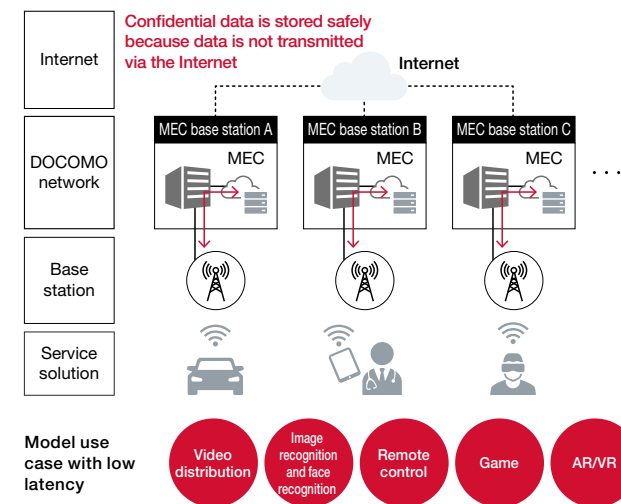 Confidential data is stored safely
because data is not transmitted
via the Internet
Internet
Internet
MEC base station A
MEC base station B
MEC base station C
DOCOMO
network
MEC
MEC
MEC
. . .
Base
station
Service
solution
Model use
case with low
latency
Video
distribution
Image
recognition
and face
recognition
Remote
control
Game
AR/VR